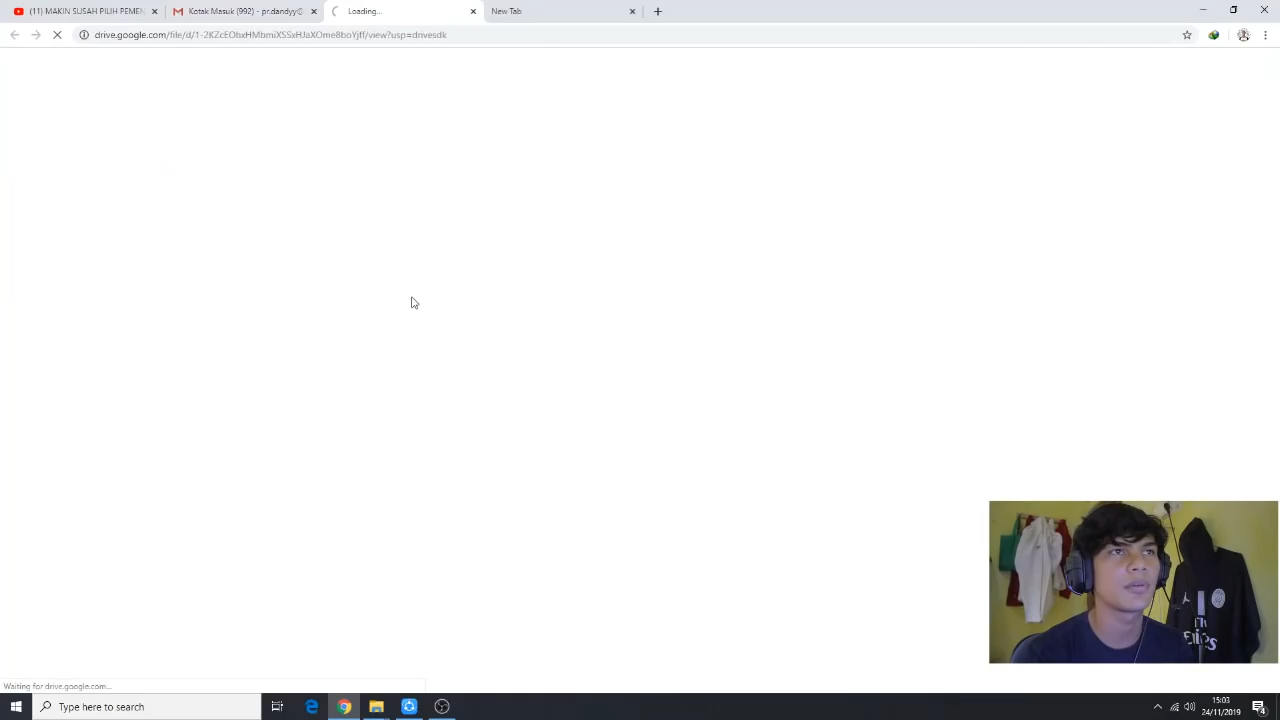 (11) MAKIN SUSAH PILIH PEMEN
Kotak Masuk (992) - pr.dandyy@
Loading...
New Tab
drive.google.com/file/d/1-2KZcEObxHMbmiXSSxHJaXOme8boYjff/view?usp=drivesdk
Waiting for drive.google.com...
Type here to search
15:03
24/11/2019
4